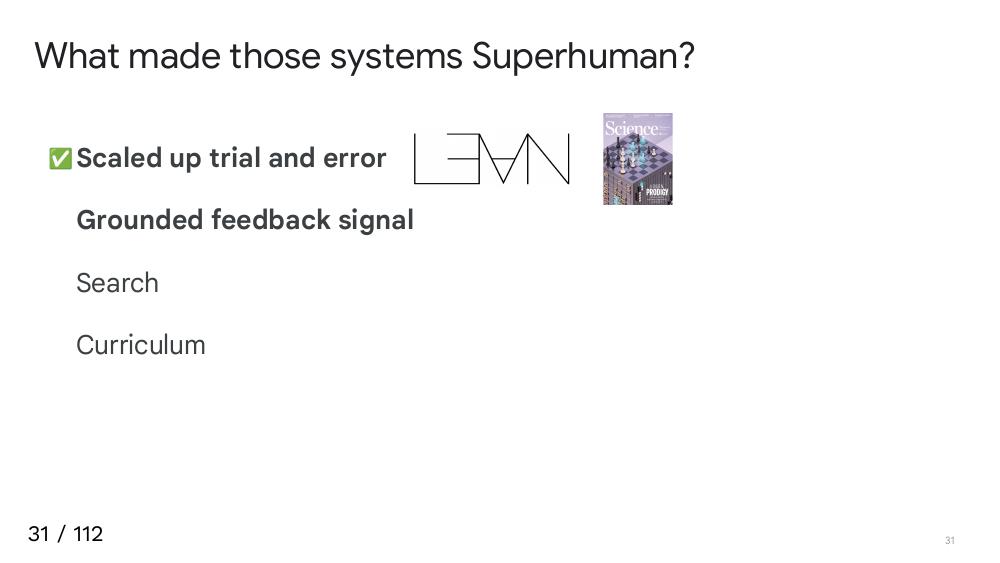 What made those systems Superhuman?
✅ Scaled up trial and error
L∃∀N
Science
PRODIGY
Grounded feedback signal
Search
Curriculum
31 / 112
31